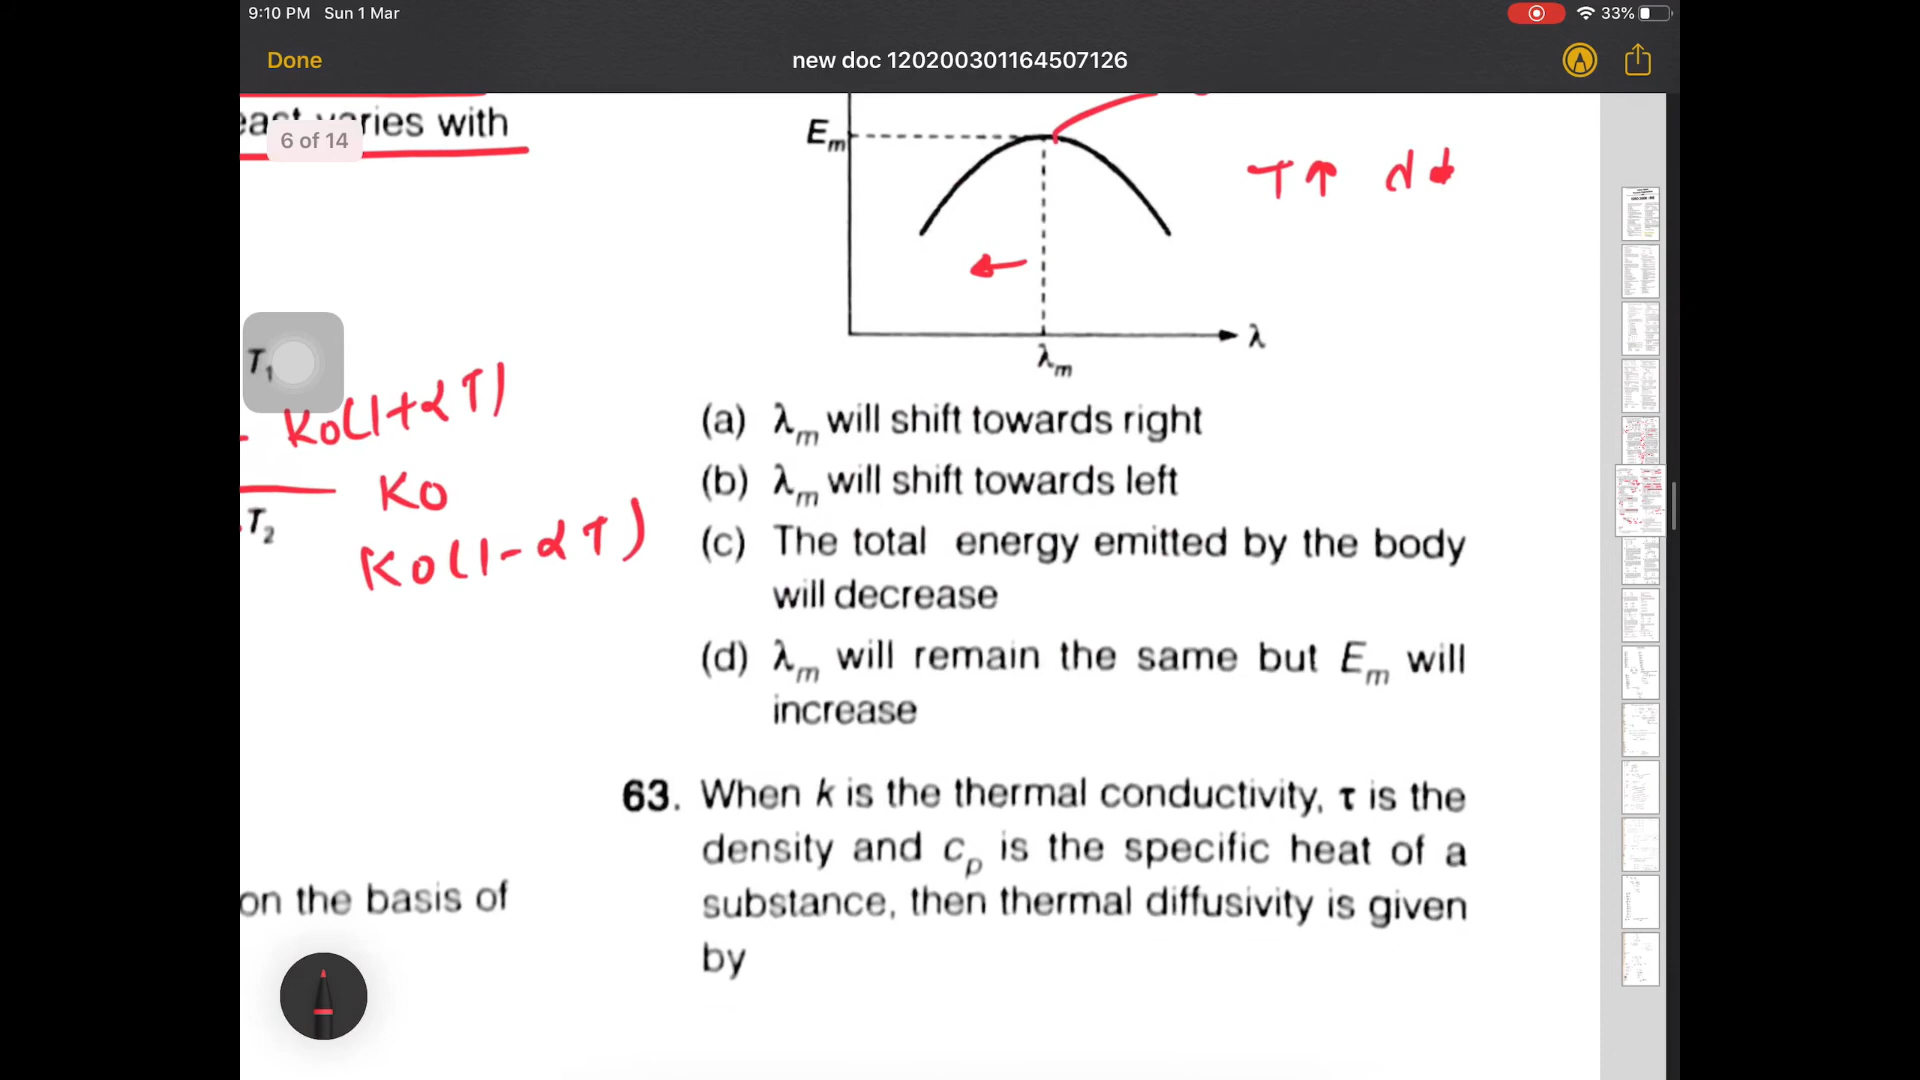 9:10 PM Sun 1 Mar
33%
Done
new doc 120200301164507126
varies with
6 of 14
T₁
K₀(1+αT)
K₀
T₂
K₀(1-αT)
on the basis of
Eₘ
T↑ λ↓
λ
λₘ
(a) λₘ will shift towards right
(b) λₘ will shift towards left
(c) The total energy emitted by the body
will decrease
(d) λₘ will remain the same but Eₘ will
increase
63. When k is the thermal conductivity, τ is the
density and cₚ is the specific heat of a
substance, then thermal diffusivity is given
by